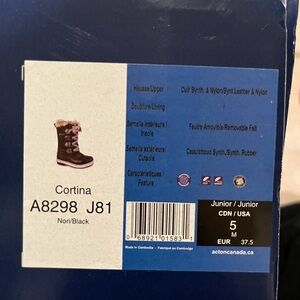 Housse/Upper
Cuir Synth. & Nylon/Synt Leather & Nylon
Doublure/Lining
/
Semelle intérieure/
Insole
Feutre Amovible/Removable Felt
Semelle extérieure/
Outsole
Caoutchouc Synth./Synth. Rubber
Caractéristiques/
Feature
Cortina
A8298 J81
Noir/Black
Made in Cambodia - Fabriqué au Cambodge
Junior / Junior
CDN / USA
5
M
EUR 37.5
actoncanada.ca